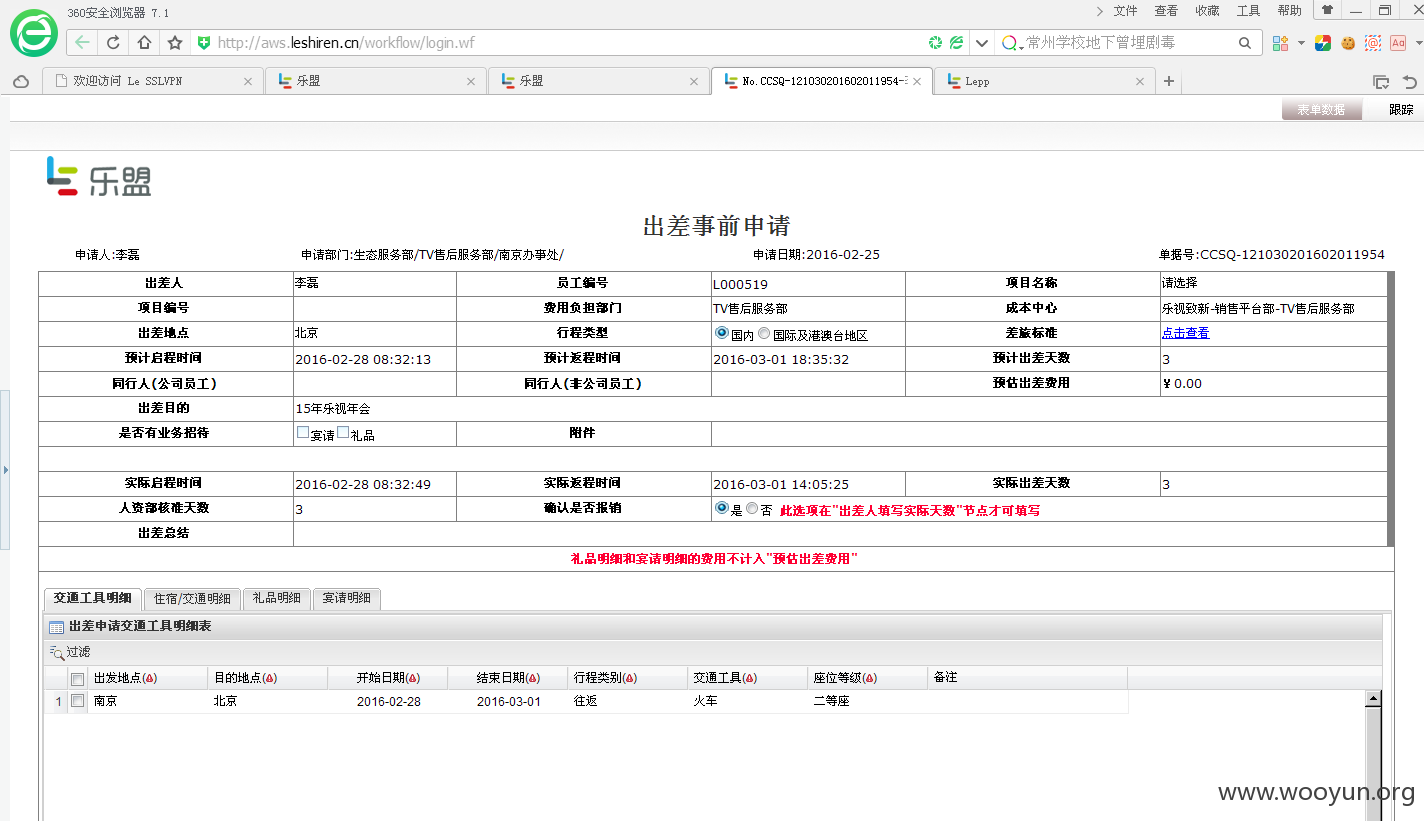 360安全浏览器 7.1
文件 查看 收藏 工具 帮助
http://aws.leshiren.cn/workflow/login.wf
常州学校地下曾埋剧毒
欢迎访问 Le SSLVPN
乐盟
乐盟
No.CCSQ-121030201602011954-
Lepp
表单数据 跟踪
乐盟
出差事前申请
申请人:李磊 申请部门:生态服务部/TV售后服务部/南京办事处/ 申请日期:2016-02-25 单据号:CCSQ-121030201602011954
出差人 李磊 员工编号 L000519 项目名称 请选择
项目编号 费用负担部门 TV售后服务部 成本中心 乐视致新-销售平台部-TV售后服务部
出差地点 北京 行程类型 国内 国际及港澳台地区 差旅标准 点击查看
预计启程时间 2016-02-28 08:32:13 预计返程时间 2016-03-01 18:35:32 预计出差天数 3
同行人(公司员工) 同行人(非公司员工) 预估出差费用 ¥ 0.00
出差目的 15年乐视年会
是否有业务招待 宴请 礼品 附件
实际启程时间 2016-02-28 08:32:49 实际返程时间 2016-03-01 14:05:25 实际出差天数 3
人资部核准天数 3 确认是否报销 是 否 此选项在"出差人填写实际天数"节点才可填写
出差总结
礼品明细和宴请明细的费用不计入"预估出差费用"
交通工具明细 住宿/交通明细 礼品明细 宴请明细
出差申请交通工具明细表
过滤
出发地点 目的地点 开始日期 结束日期 行程类别 交通工具 座位等级 备注
1 南京 北京 2016-02-28 2016-03-01 往返 火车 二等座
www.wooyun.org